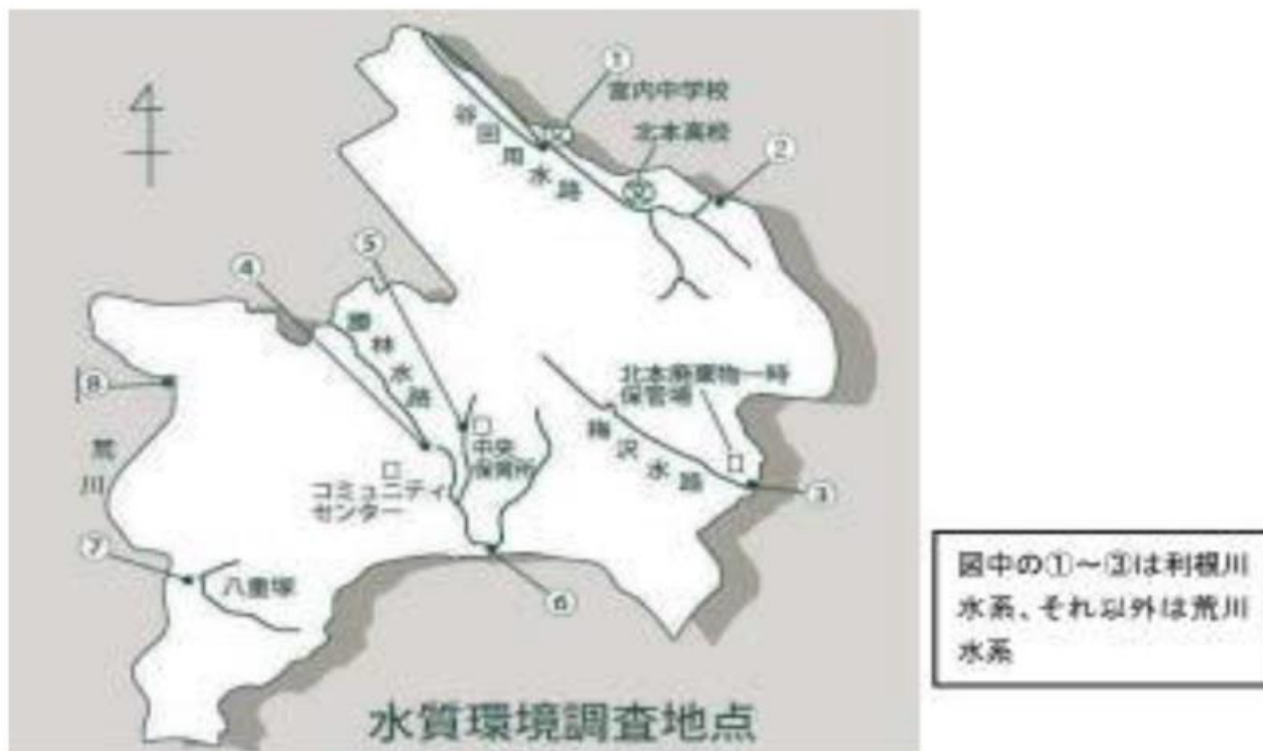 ①
宮内中学校
北本高校
②
谷田用水路
文
⑤
④
勝林水路
8
荒川
北本廃棄物一時
保管場
梅沢水路
③
中央
保育所
コミュニティ
センター
⑦
八重塚
⑥
水質環境調査地点
図中の①～③は利根川
水系、それ以外は荒川
水系